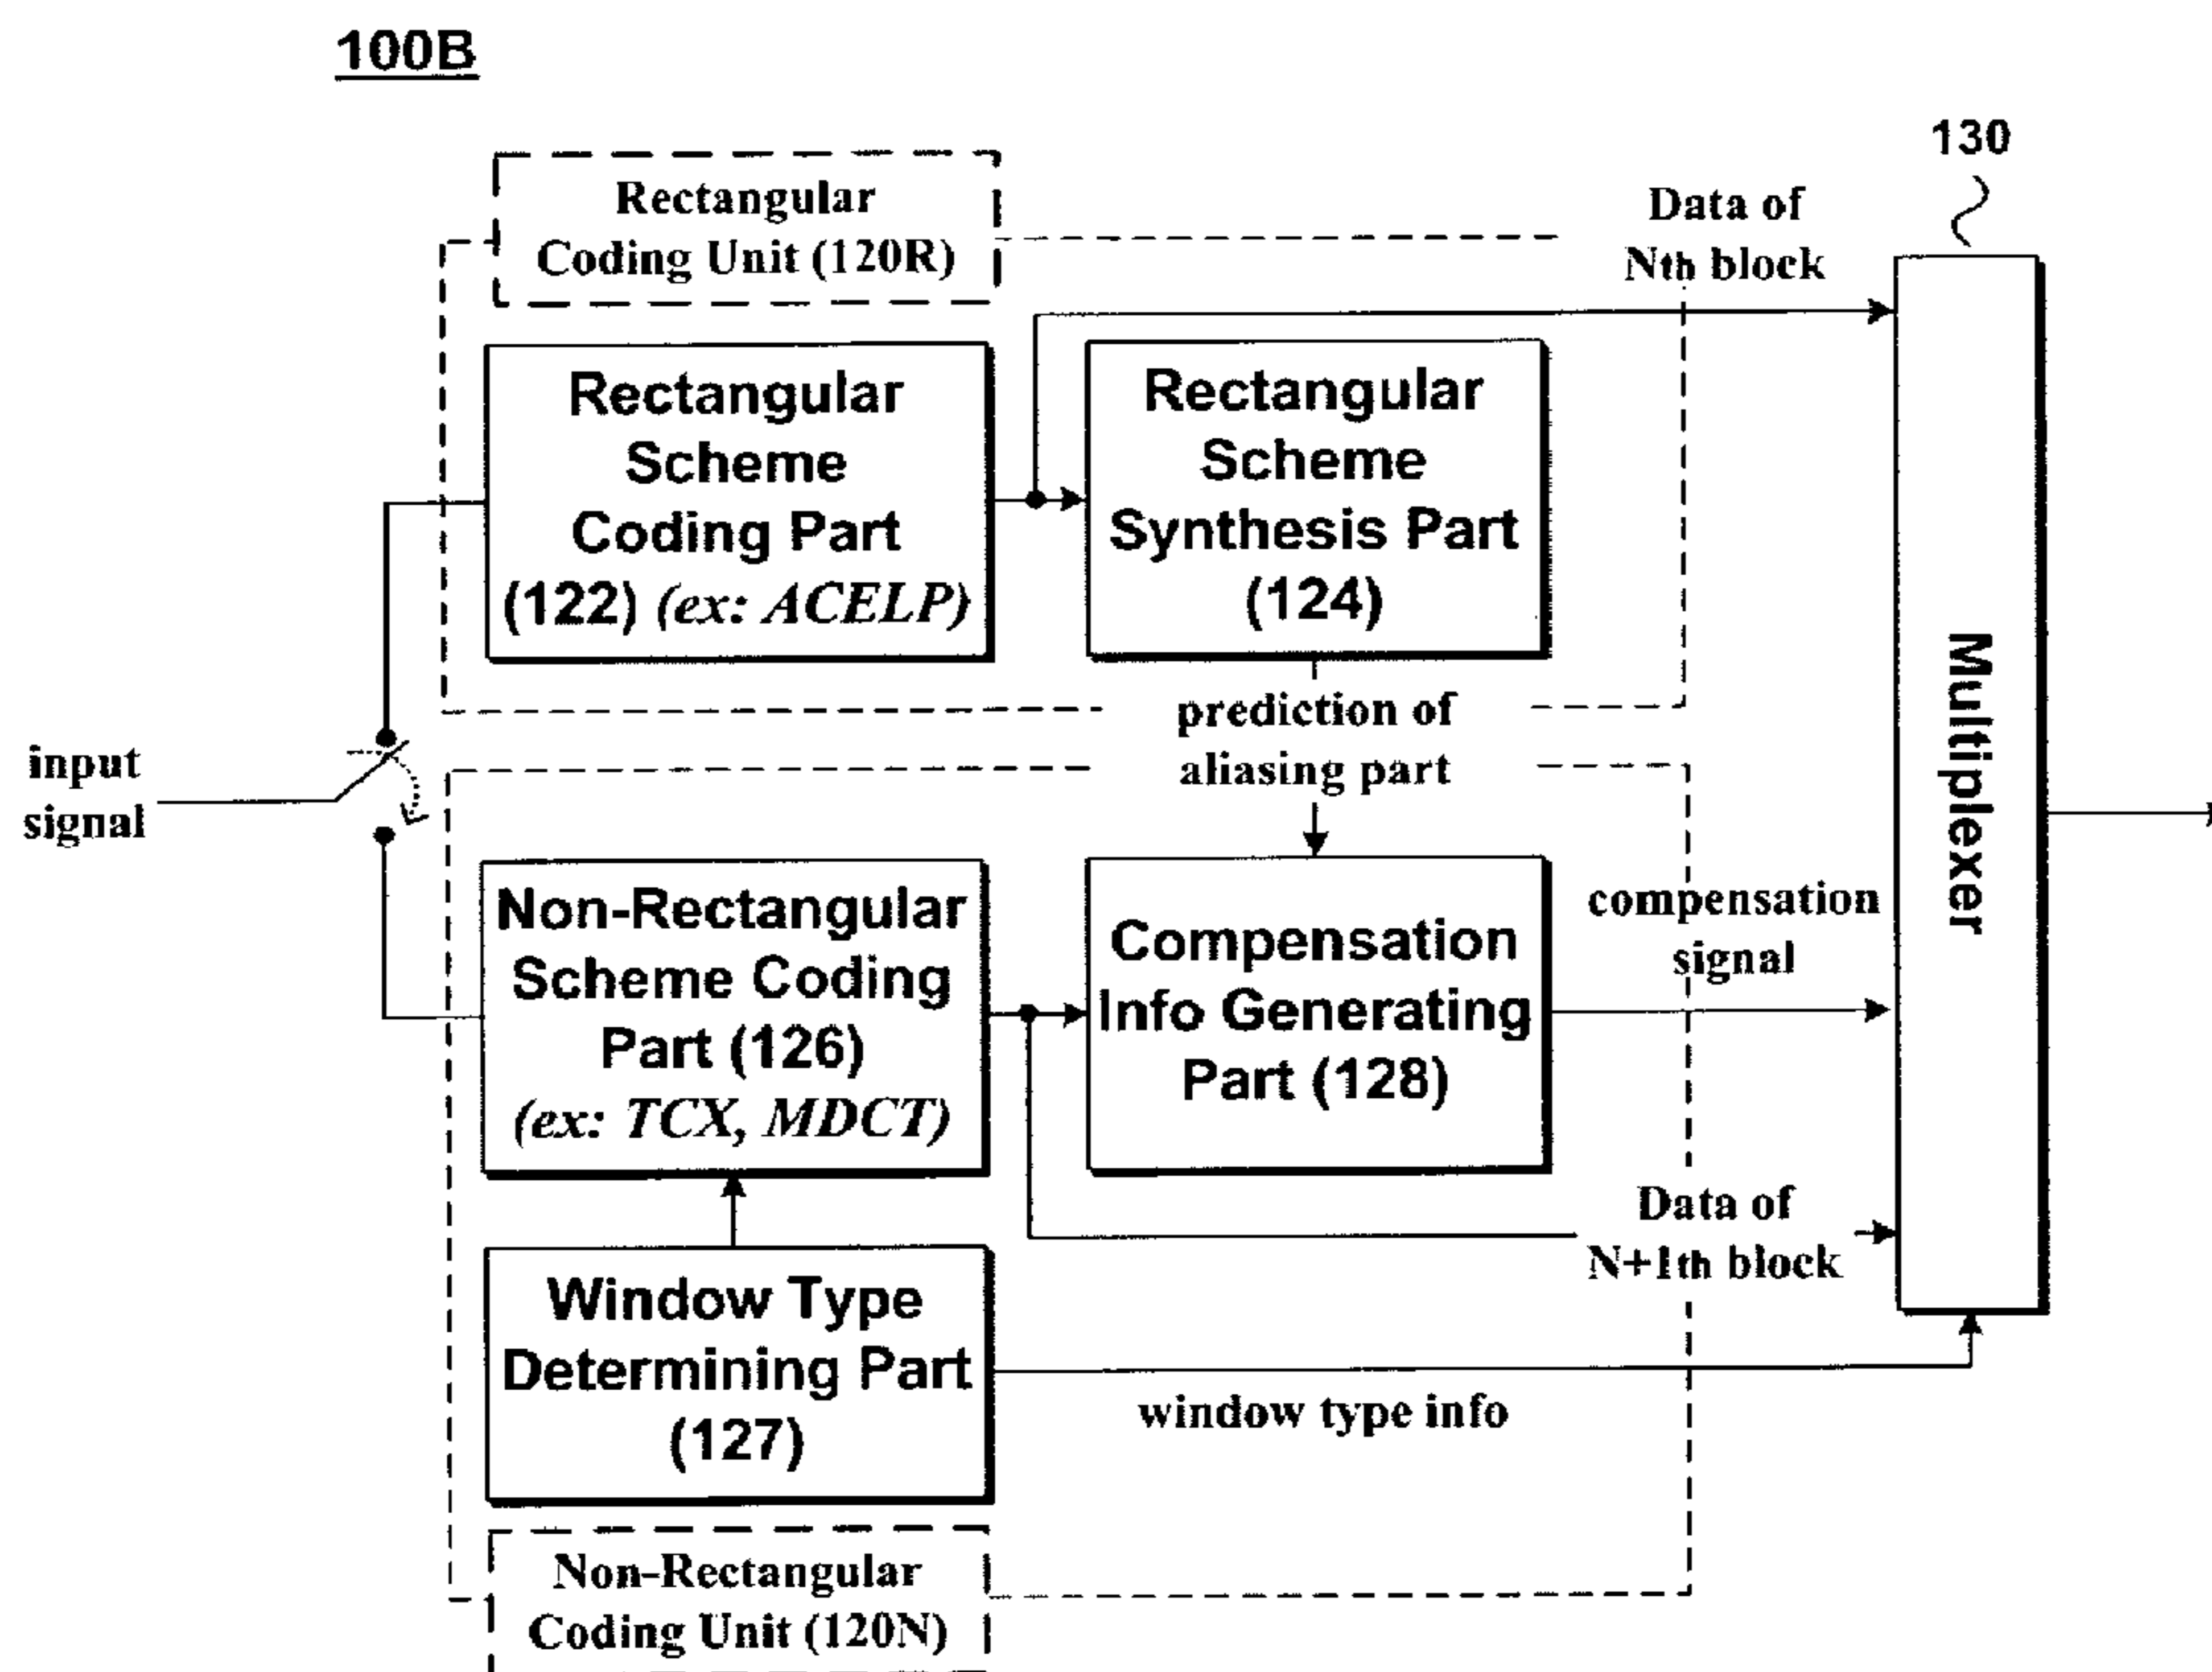 100B
130
Rectangular
Coding Unit (120R)
Data of
Nth block
Rectangular
Scheme
Coding Part
(122) (ex: ACELP)
Rectangular
Scheme
Synthesis Part
(124)
Multiplexer
prediction of
aliasing part
input
signal
Non-Rectangular
Scheme Coding
Part (126)
(ex: TCX, MDCT)
Compensation
Info Generating
Part (128)
compensation
signal
Data of
N+1th block
Window Type
Determining Part
(127)
window type info
Non-Rectangular
Coding Unit (120N)